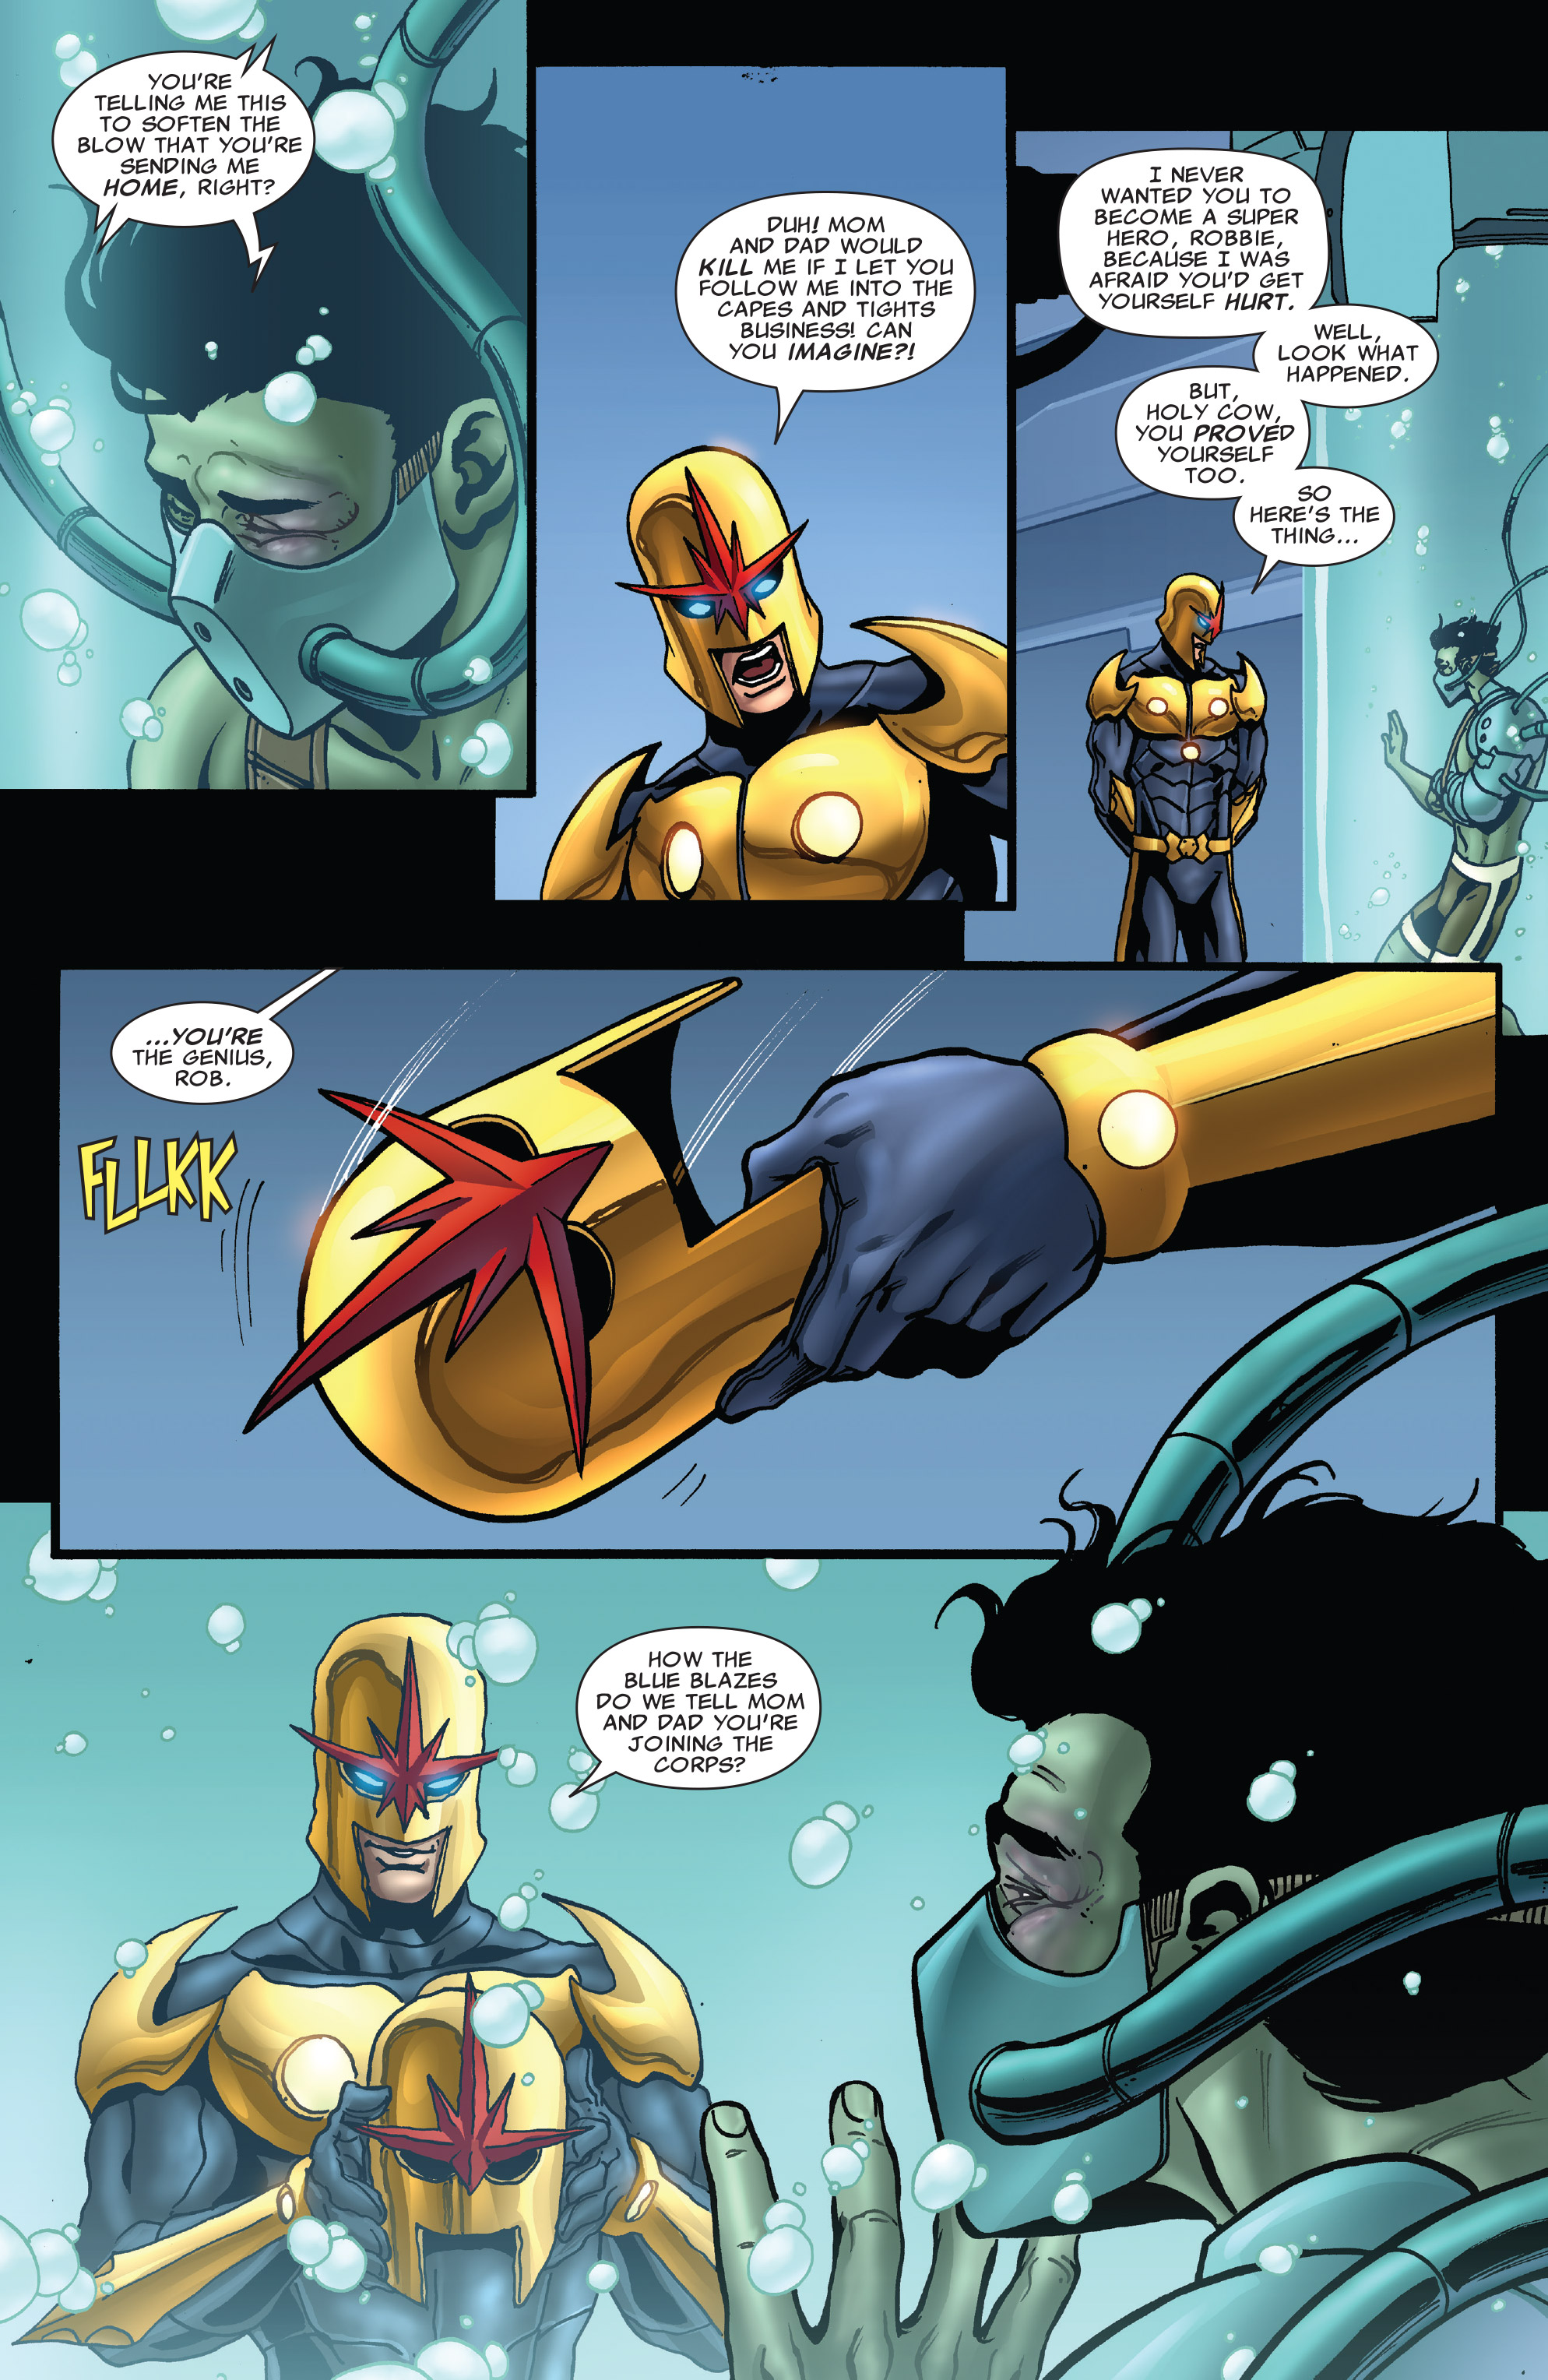 YOU'RE
TELLING ME THIS
TO SOFTEN THE
BLOW THAT YOU'RE
SENDING ME
HOME, RIGHT?
DUH! MOM
AND DAD WOULD
KILL ME IF I LET YOU
FOLLOW ME INTO THE
CAPES AND TIGHTS
BUSINESS! CAN
YOU IMAGINE?!
I NEVER
WANTED YOU TO
BECOME A SUPER
HERO, ROBBIE,
BECAUSE I WAS
AFRAID YOU'D GET
YOURSELF HURT.
WELL,
LOOK WHAT
HAPPENED.
BUT,
HOLY COW,
YOU PROVED
YOURSELF
TOO.
SO
HERE'S THE
THING...
...YOU'RE
THE GENIUS,
ROB.
FLLKK
HOW THE
BLUE BLAZES
DO WE TELL MOM
AND DAD YOU'RE
JOINING THE
CORPS?